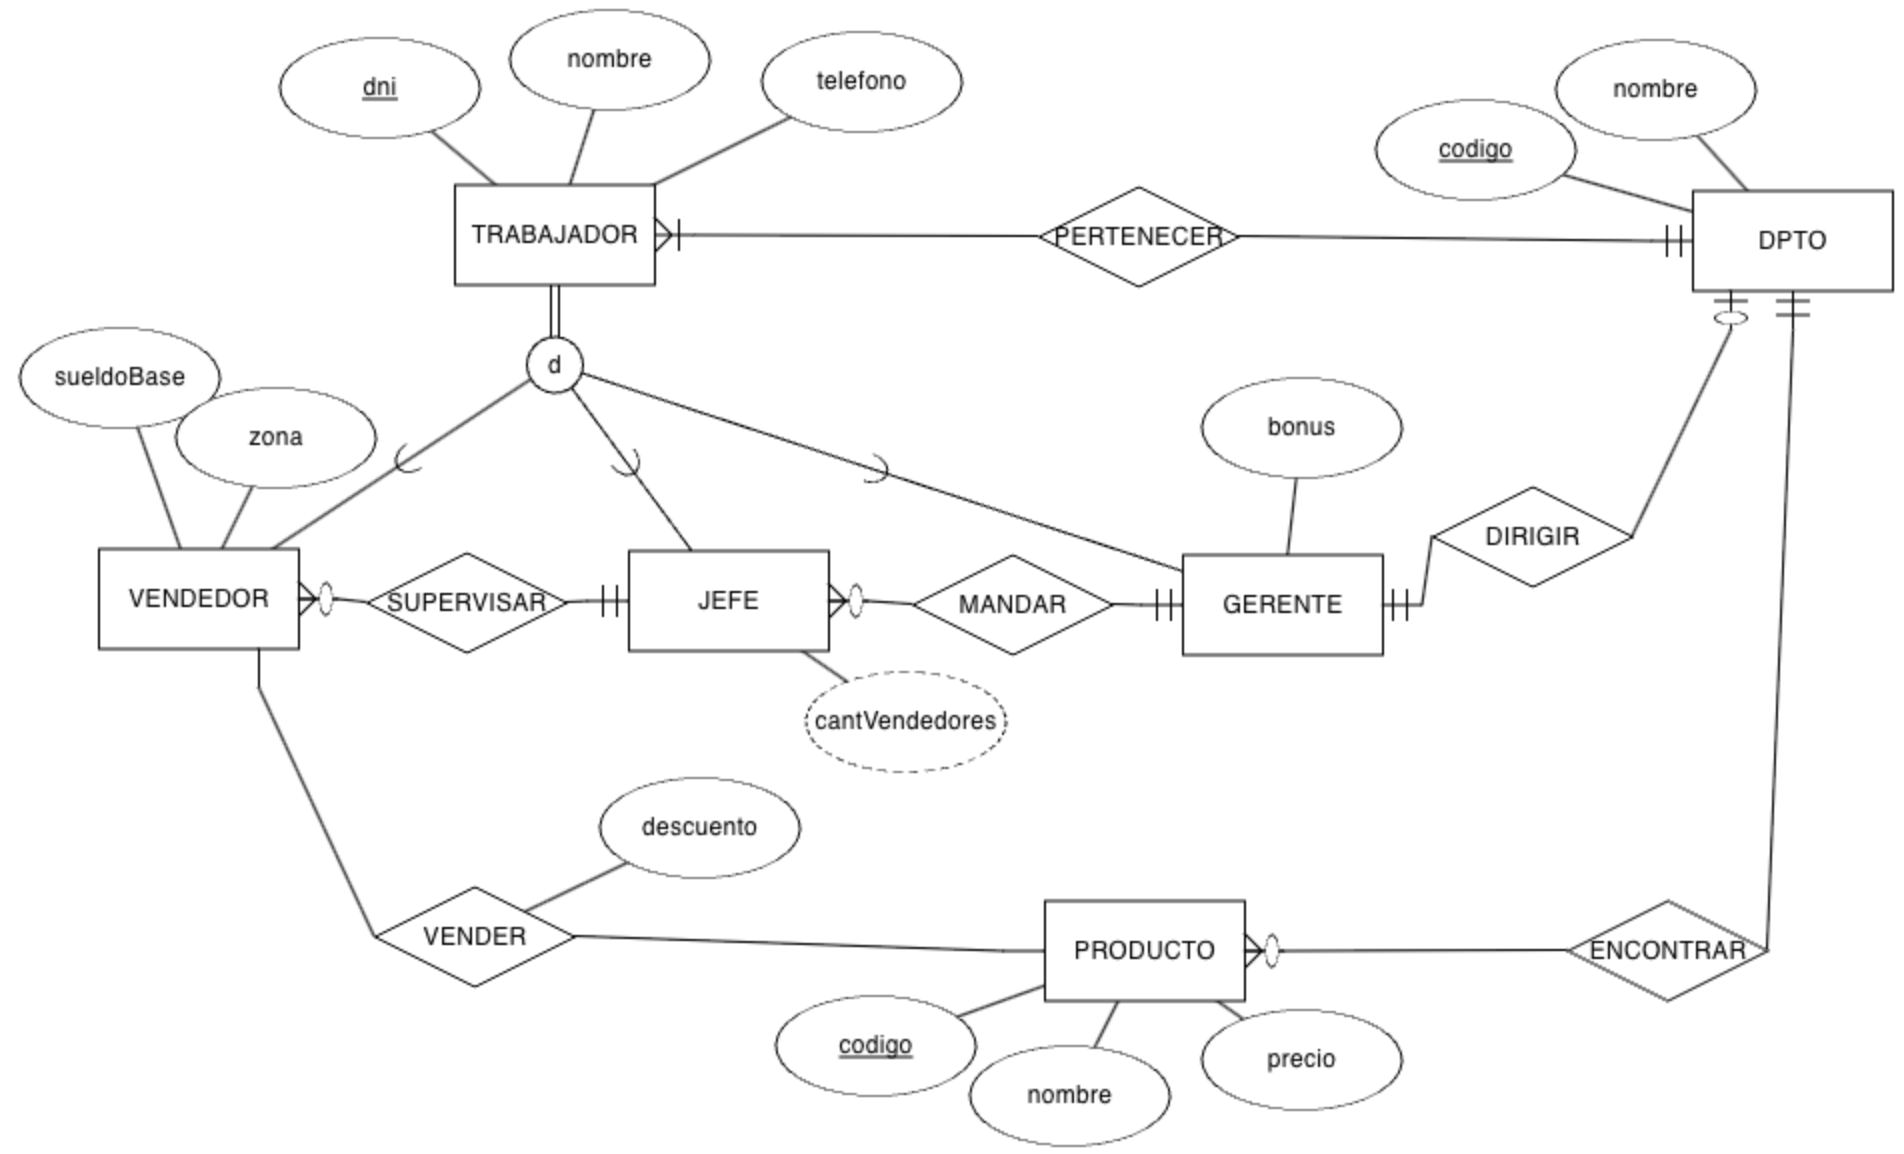 nombre
dni
telefono
nombre
codigo
TRABAJADOR
PERTENECER
DPTO
d
sueldoBase
zona
bonus
VENDEDOR
SUPERVISAR
JEFE
MANDAR
GERENTE
DIRIGIR
cantVendedores
descuento
VENDER
PRODUCTO
ENCONTRAR
codigo
nombre
precio